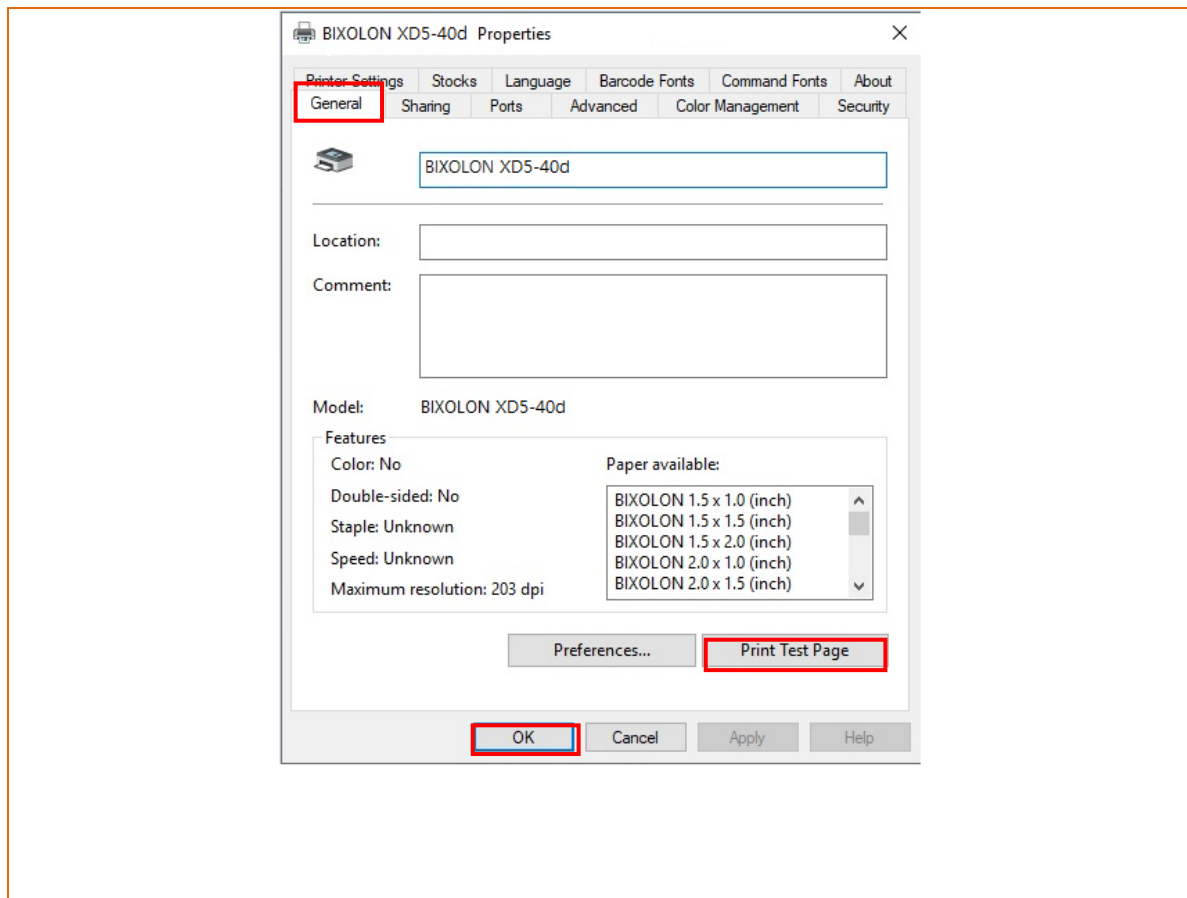 BIXOLON XD5-40d Properties
Printer Settings Stocks Language Barcode Fonts Command Fonts About
General Sharing Ports Advanced Color Management Security
BIXOLON XD5-40d
Location:
Comment:
Model: BIXOLON XD5-40d
Features
Color: No
Double-sided: No
Staple: Unknown
Speed: Unknown
Maximum resolution: 203 dpi
Paper available:
BIXOLON 1.5 x 1.0 (inch)
BIXOLON 1.5 x 1.5 (inch)
BIXOLON 1.5 x 2.0 (inch)
BIXOLON 2.0 x 1.0 (inch)
BIXOLON 2.0 x 1.5 (inch)
Preferences... Print Test Page
OK Cancel Apply Help